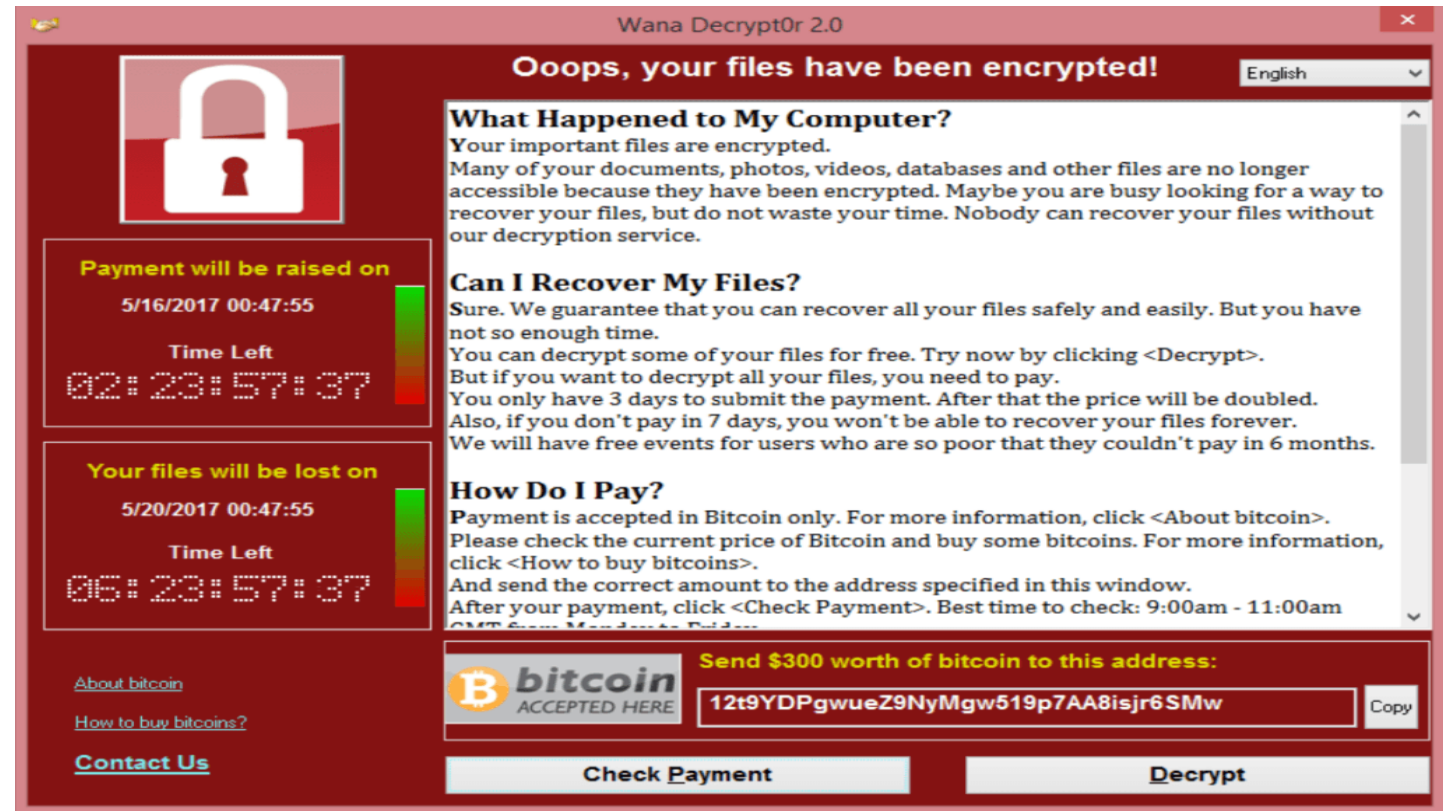 Wana Decrypt0r 2.0
Ooops, your files have been encrypted!
English
Payment will be raised on
5/16/2017 00:47:55
Time Left
02:23:57:37
Your files will be lost on
5/20/2017 00:47:55
Time Left
06:23:57:37
About bitcoin
How to buy bitcoins?
Contact Us
What Happened to My Computer?
Your important files are encrypted.
Many of your documents, photos, videos, databases and other files are no longer
accessible because they have been encrypted. Maybe you are busy looking for a way to
recover your files, but do not waste your time. Nobody can recover your files without
our decryption service.
Can I Recover My Files?
Sure. We guarantee that you can recover all your files safely and easily. But you have
not so enough time.
You can decrypt some of your files for free. Try now by clicking <Decrypt>.
But if you want to decrypt all your files, you need to pay.
You only have 3 days to submit the payment. After that the price will be doubled.
Also, if you don't pay in 7 days, you won't be able to recover your files forever.
We will have free events for users who are so poor that they couldn't pay in 6 months.
How Do I Pay?
Payment is accepted in Bitcoin only. For more information, click <About bitcoin>.
Please check the current price of Bitcoin and buy some bitcoins. For more information,
click <How to buy bitcoins>.
And send the correct amount to the address specified in this window.
After your payment, click <Check Payment>. Best time to check: 9:00am - 11:00am
GMT from Monday to Friday.
bitcoin
ACCEPTED HERE
Send $300 worth of bitcoin to this address:
12t9YDPgwueZ9NyMgw519p7AA8isjr6SMw
Copy
Check Payment
Decrypt